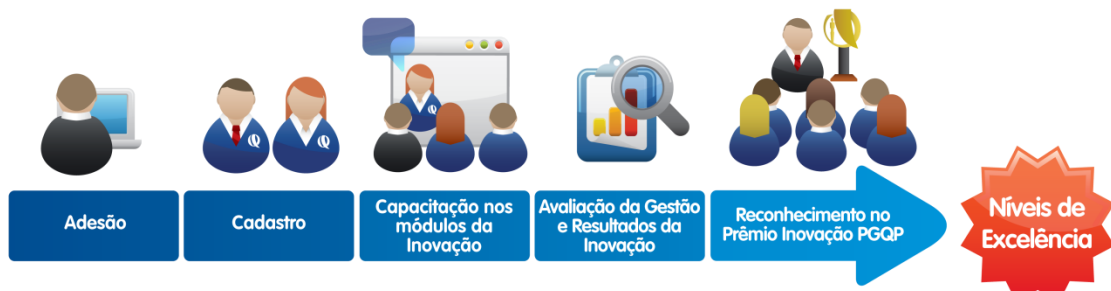 Adesão
Cadastro
Capacitação nos
módulos da
Inovação
Avaliação da Gestão
e Resultados da
Inovação
Reconhecimento no
Prêmio Inovação PGQP
Níveis de
Excelência